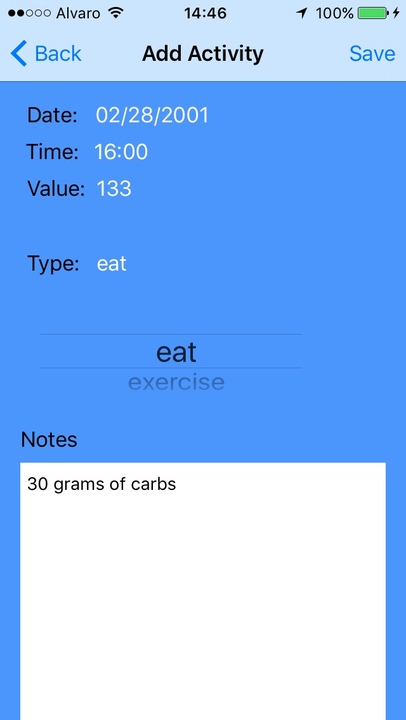 Alvaro 14:46 100%
Back Add Activity Save
Date: 02/28/2001
Time: 16:00
Value: 133
Type: eat
eat
exercise
Notes
30 grams of carbs